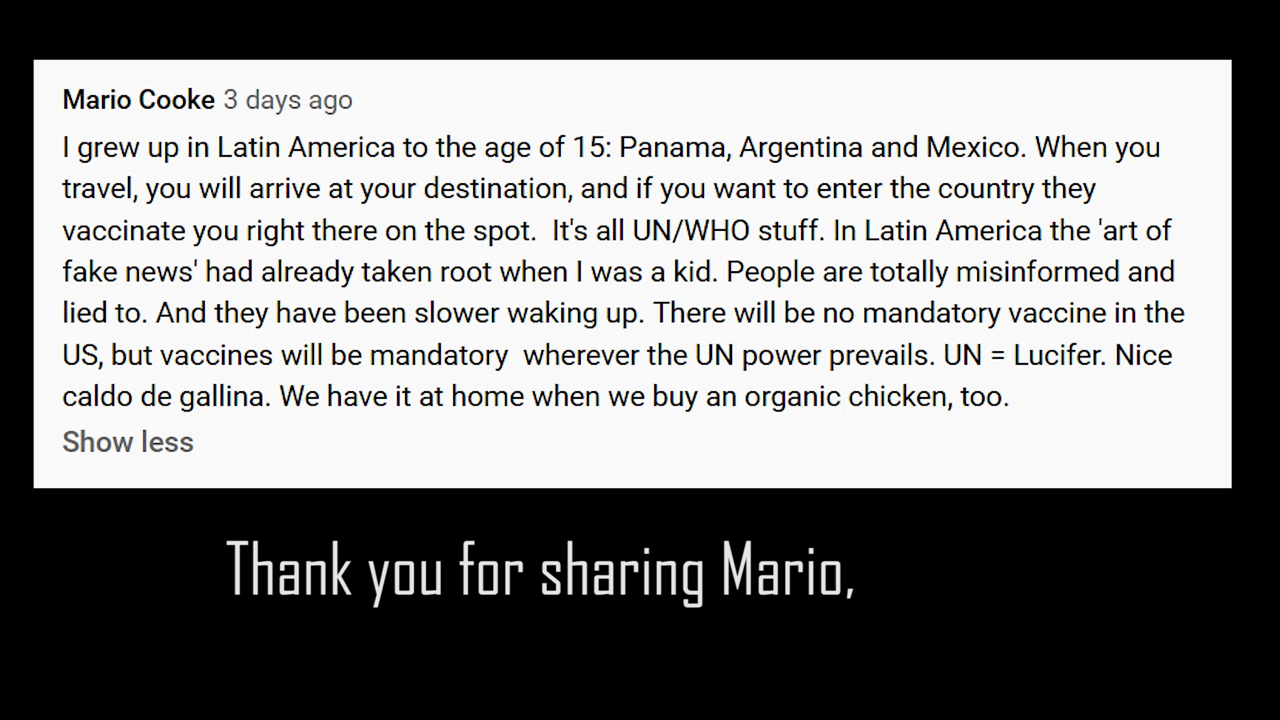 Mario Cooke 3 days ago
I grew up in Latin America to the age of 15: Panama, Argentina and Mexico. When you
travel, you will arrive at your destination, and if you want to enter the country they
vaccinate you right there on the spot.  It's all UN/WHO stuff. In Latin America the 'art of
fake news' had already taken root when I was a kid. People are totally misinformed and
lied to. And they have been slower waking up. There will be no mandatory vaccine in the
US, but vaccines will be mandatory  wherever the UN power prevails. UN = Lucifer. Nice
caldo de gallina. We have it at home when we buy an organic chicken, too.
Show less
Thank you for sharing Mario,